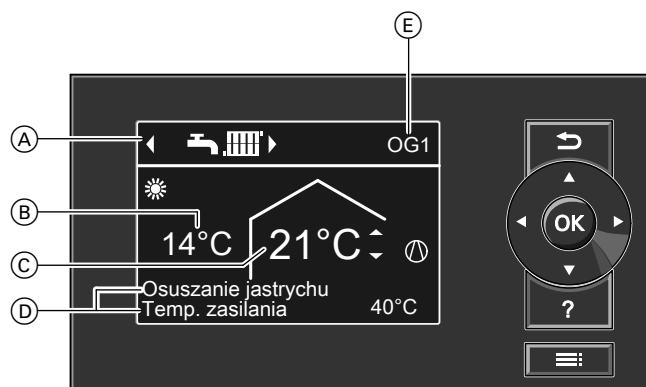 E
A
OG1
B
14°C
21°C
C
Osuszanie jastrychu
D
Temp. zasilania 40°C
OK
?